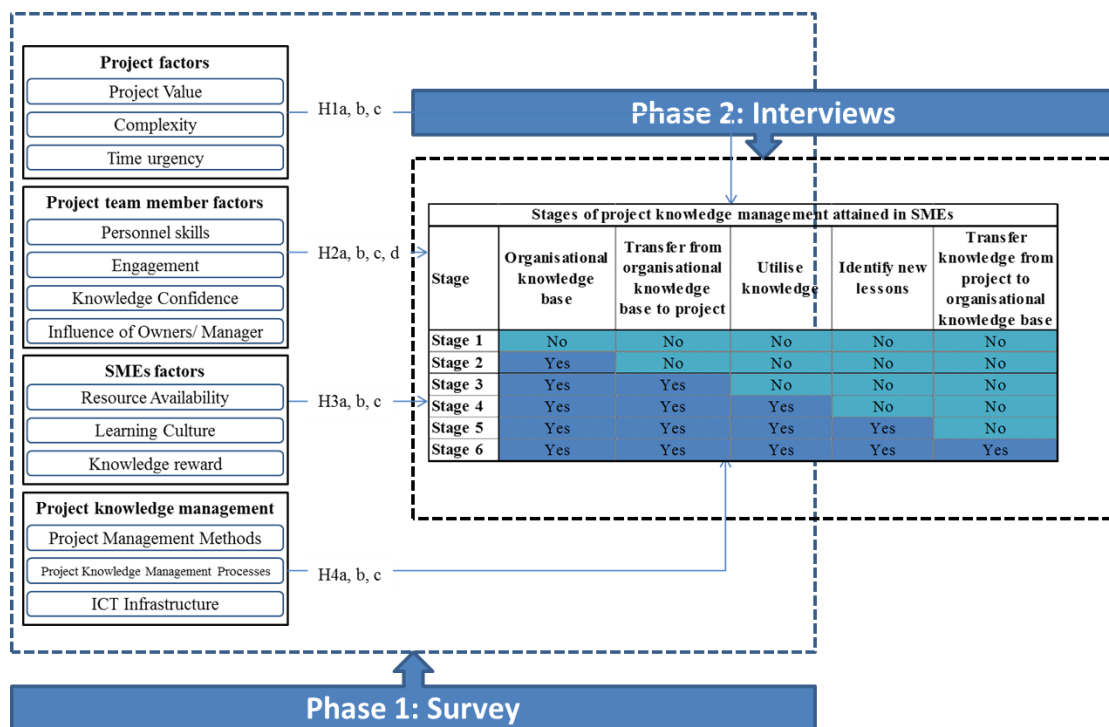 Project factors
Project Value
Complexity
Time urgency
H1a, b, c
Phase 2: Interviews
Project team member factors
Personnel skills
Engagement
Knowledge Confidence
Influence of Owners/ Manager
H2a, b, c, d
SMEs factors
Resource Availability
Learning Culture
Knowledge reward
H3a, b, c
Project knowledge management
Project Management Methods
Project Knowledge Management Processes
ICT Infrastructure
H4a, b, c
Stages of project knowledge management attained in SMEs
Stage
Organisational
knowledge
base
Transfer from
organisational
knowledge
base to project
Utilise
knowledge
Identify new
lessons
Transfer
knowledge from
project to
organisational
knowledge base
Stage 1 No No No No No
Stage 2 Yes No No No No
Stage 3 Yes Yes No No No
Stage 4 Yes Yes Yes No No
Stage 5 Yes Yes Yes Yes No
Stage 6 Yes Yes Yes Yes Yes
Phase 1: Survey